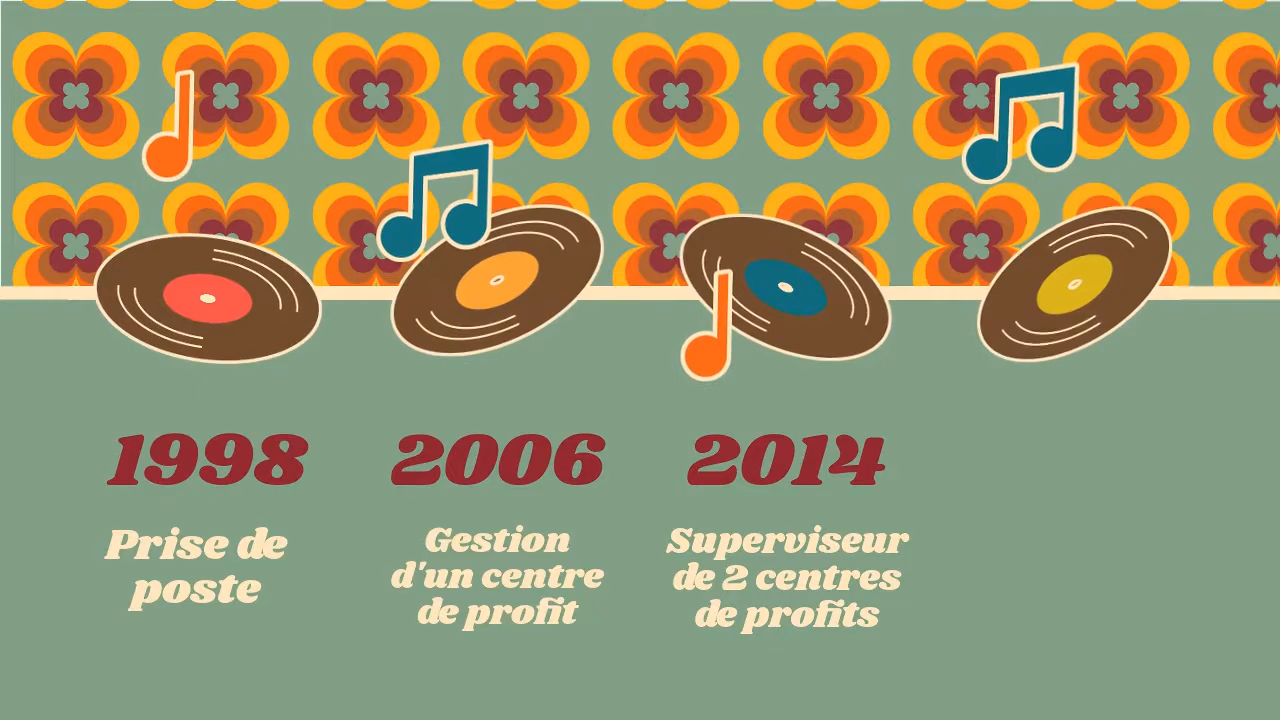 1998
Prise de
poste
2006
Gestion
d'un centre
de profit
2014
Superviseur
de 2 centres
de profits